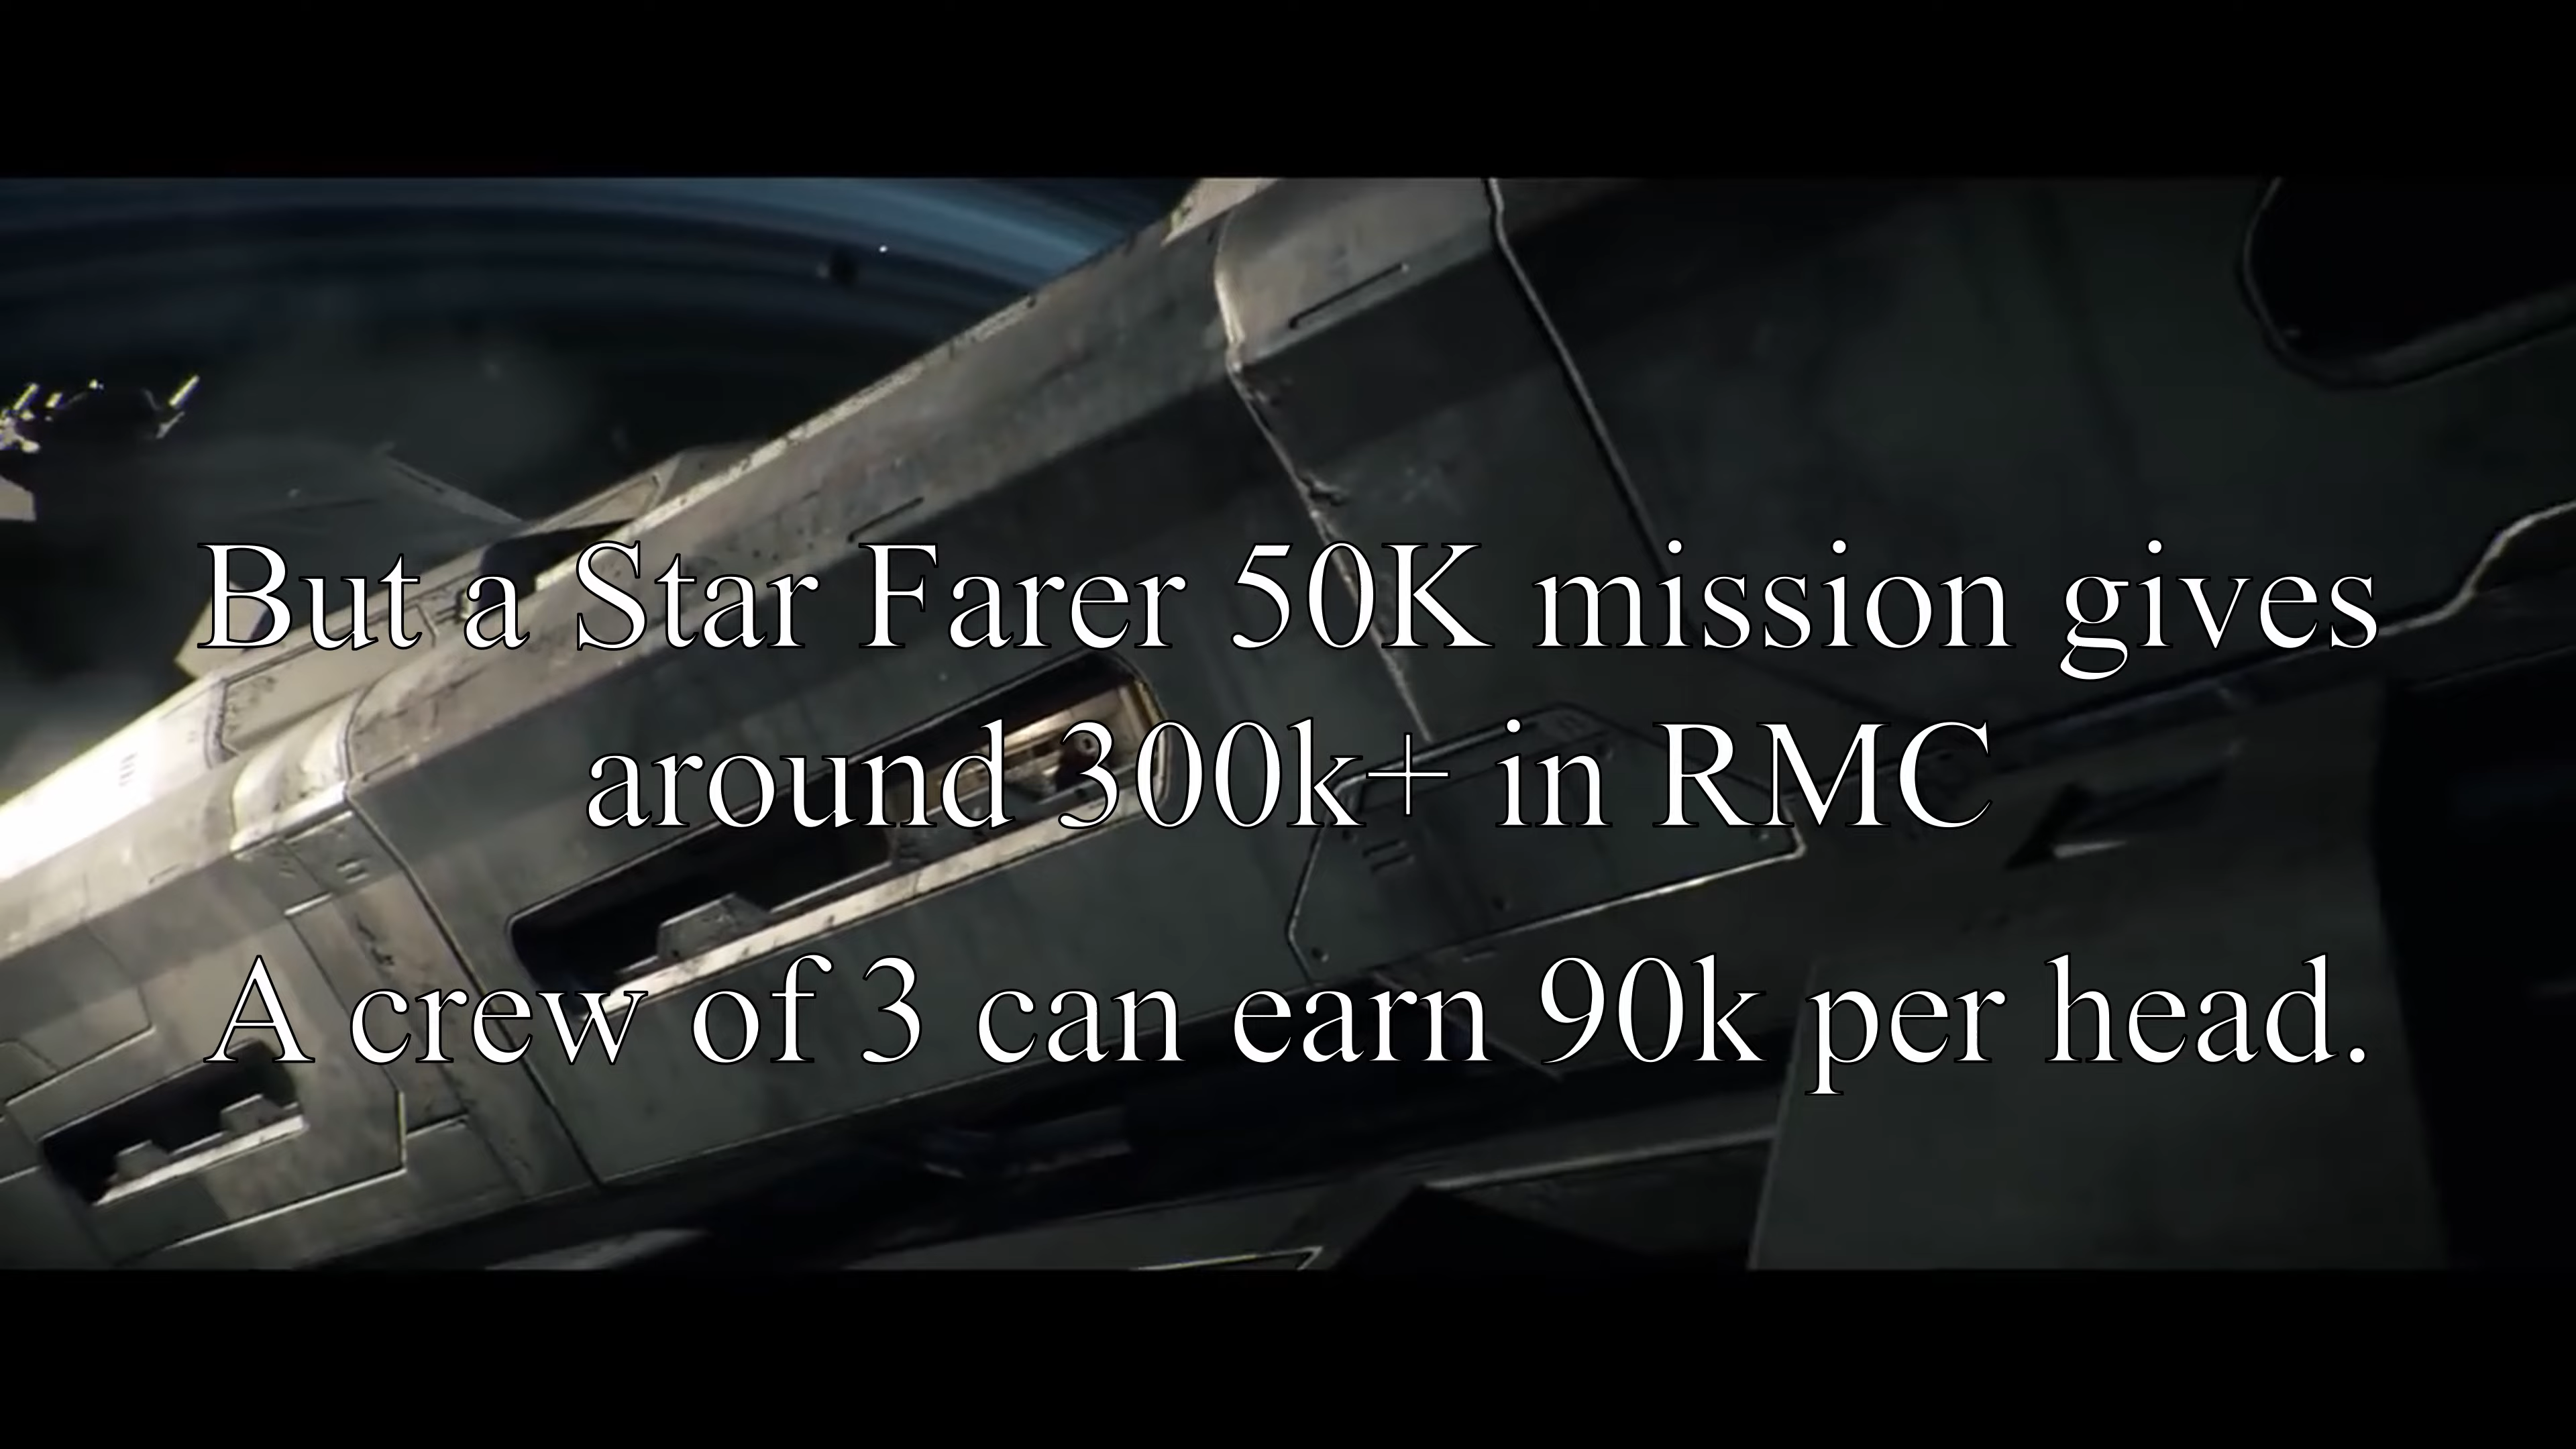 But a Star Farer 50K mission gives
around 300k+ in RMC
A crew of 3 can earn 90k per head.